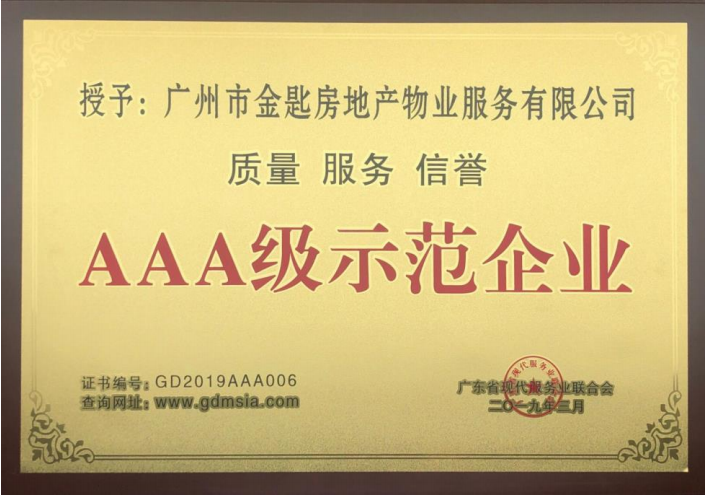 授予：广州市金匙房地产物业服务有限公司
质量 服务 信誉
AAA级示范企业
证书编号：GD2019AAA006
查询网址：www.gdmsia.com
广东省现代服务业联合会
二〇一九年三月